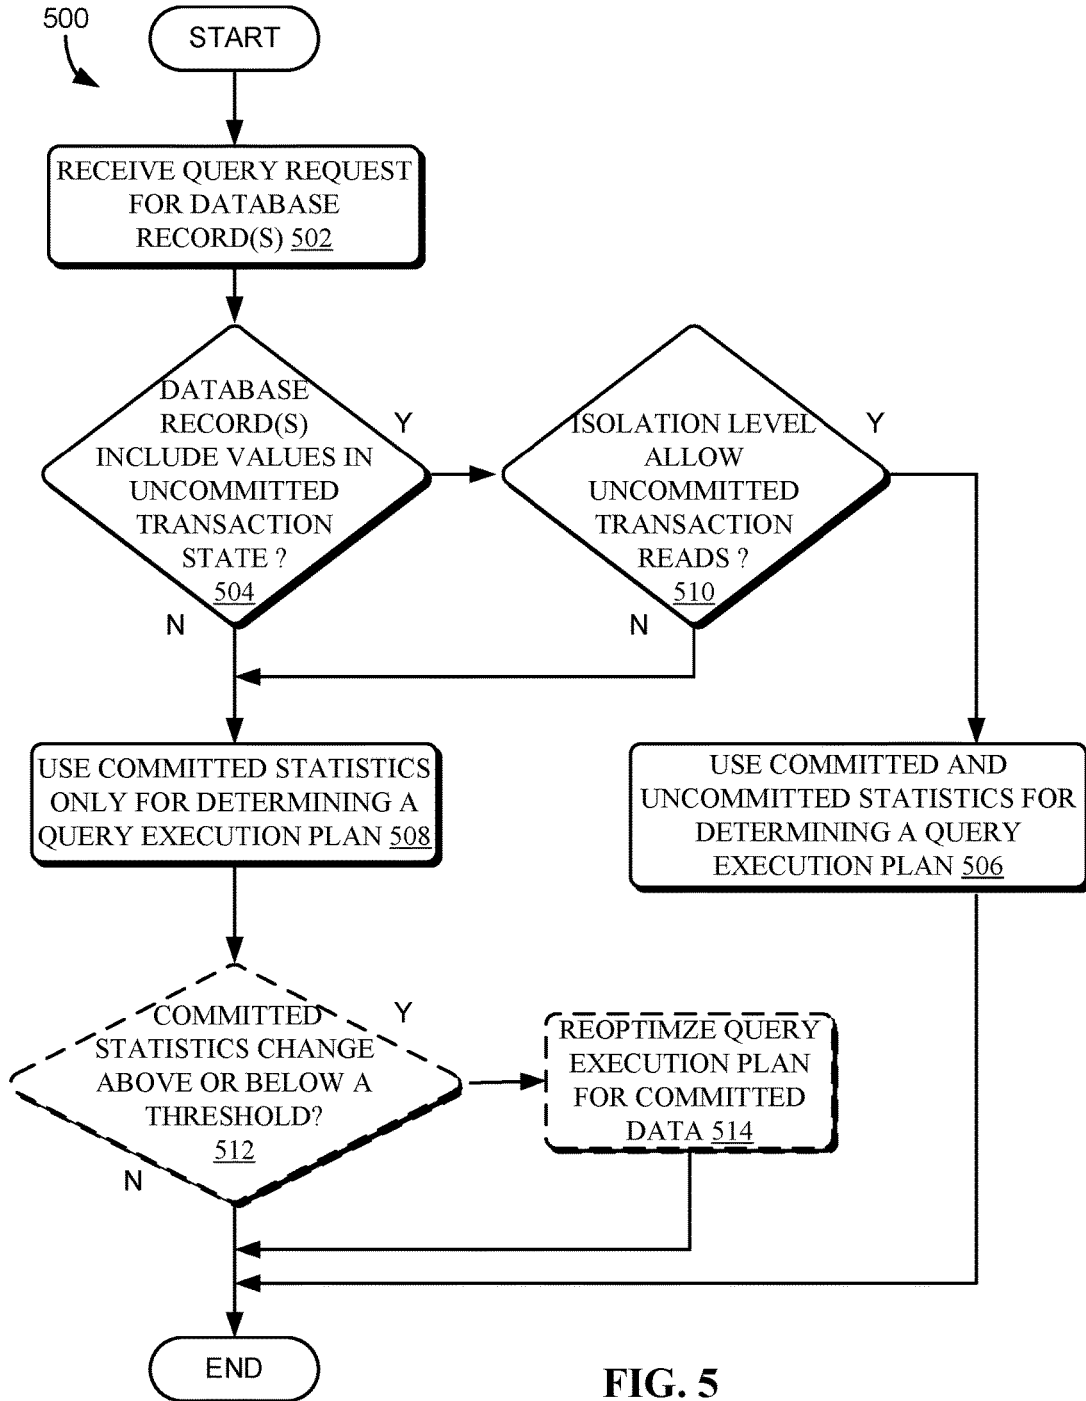 500
START
RECEIVE QUERY REQUEST
FOR DATABASE
RECORD(S) 502
DATABASE
RECORD(S)
INCLUDE VALUES IN
UNCOMMITTED
TRANSACTION
STATE ?
504
Y
N
ISOLATION LEVEL
ALLOW
UNCOMMITTED
TRANSACTION
READS ?
510
Y
N
USE COMMITTED STATISTICS
ONLY FOR DETERMINING A
QUERY EXECUTION PLAN 508
USE COMMITTED AND
UNCOMMITTED STATISTICS FOR
DETERMINING A QUERY
EXECUTION PLAN 506
COMMITTED
STATISTICS CHANGE
ABOVE OR BELOW A
THRESHOLD?
512
Y
N
REOPTIMZE QUERY
EXECUTION PLAN
FOR COMMITTED
DATA 514
END
FIG. 5